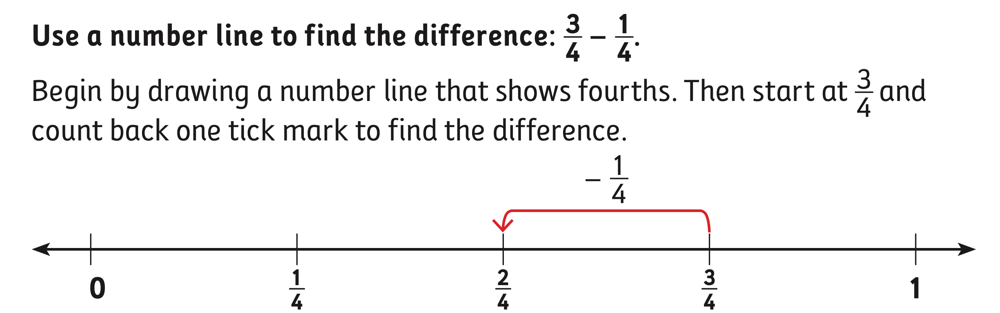 Use a number line to find the difference: 3/4 – 1/4.
Begin by drawing a number line that shows fourths. Then start at 3/4 and
count back one tick mark to find the difference.
– 1/4
0 1/4 2/4 3/4 1